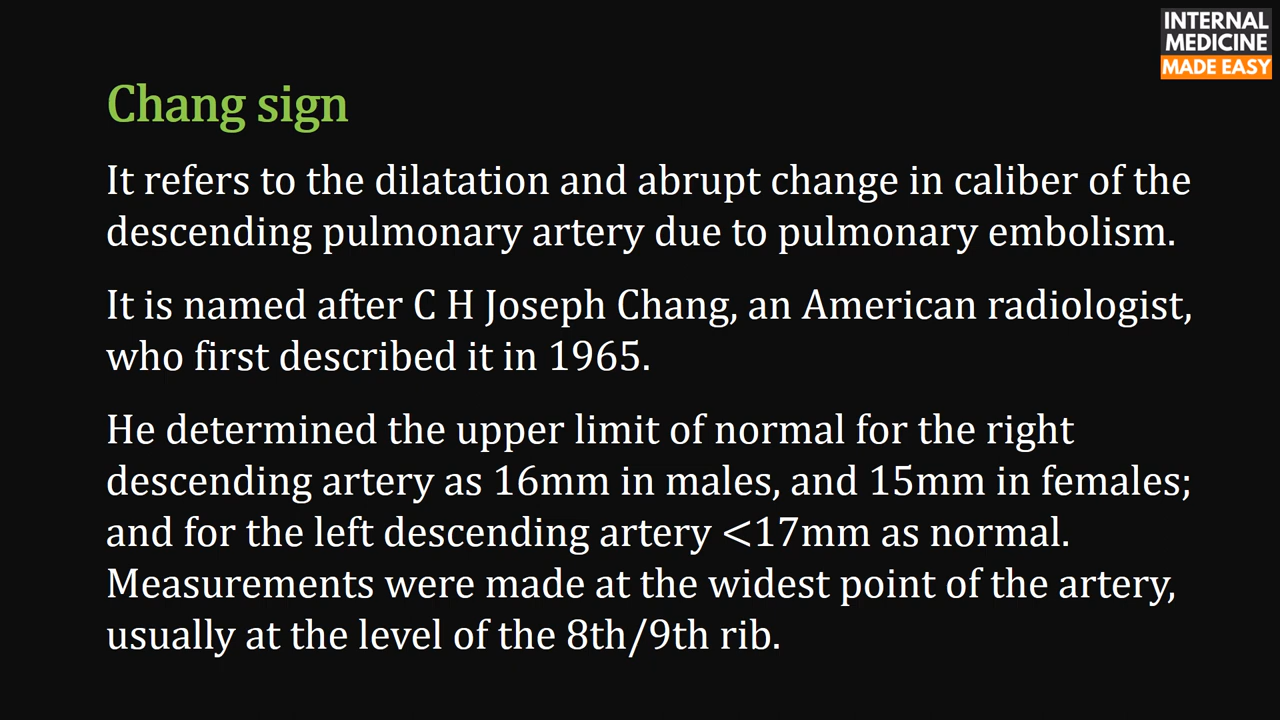 INTERNAL
MEDICINE
MADE EASY
Chang sign
It refers to the dilatation and abrupt change in caliber of the
descending pulmonary artery due to pulmonary embolism.
It is named after C H Joseph Chang, an American radiologist,
who first described it in 1965.
He determined the upper limit of normal for the right
descending artery as 16mm in males, and 15mm in females;
and for the left descending artery <17mm as normal.
Measurements were made at the widest point of the artery,
usually at the level of the 8th/9th rib.